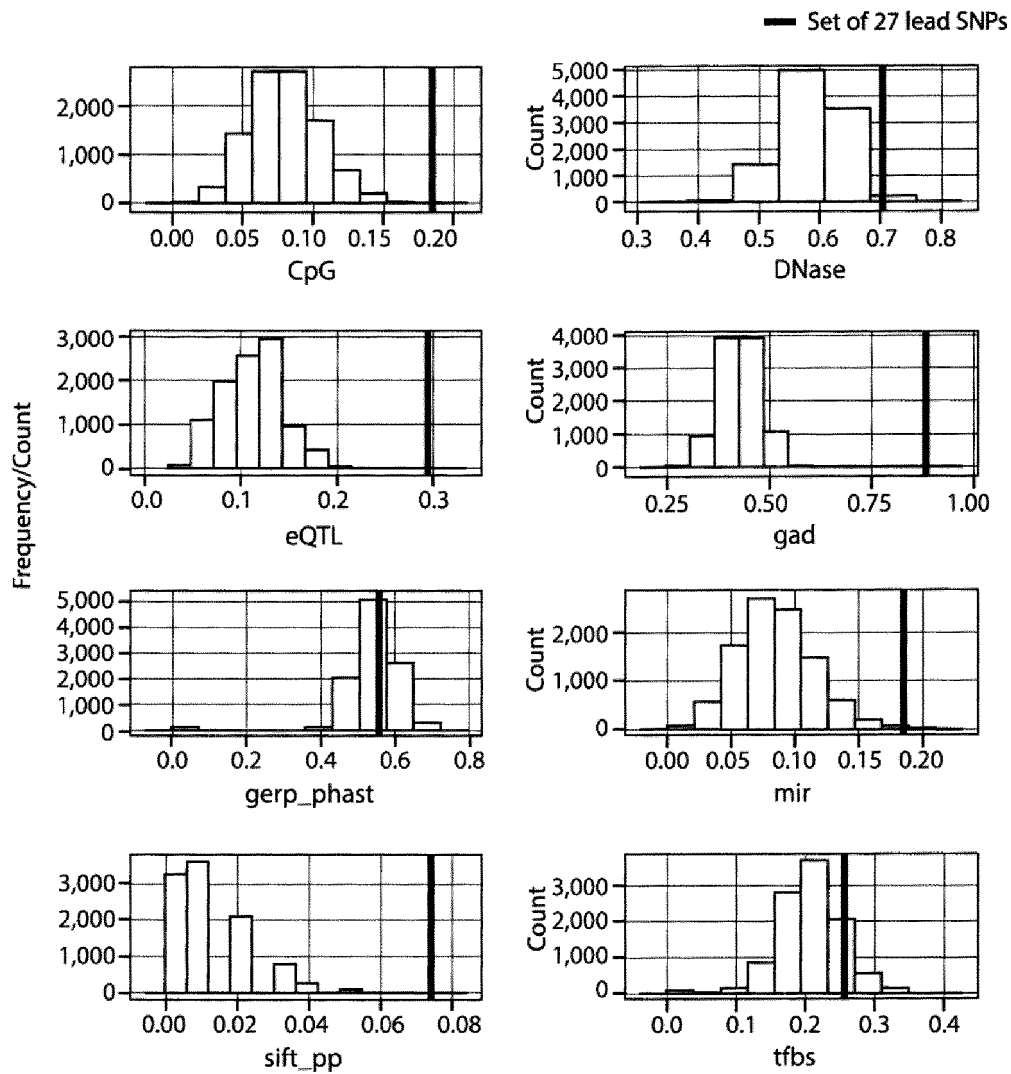 Set of 27 lead SNPs
Frequency/Count
2,000
1,000
0
0.00 0.05 0.10 0.15 0.20
CpG
Count
5,000
4,000
3,000
2,000
1,000
0
0.3 0.4 0.5 0.6 0.7 0.8
DNase
3,000
2,000
1,000
0
0.0 0.1 0.2 0.3
eQTL
Count
4,000
3,000
2,000
1,000
0
0.25 0.50 0.75 1.00
gad
5,000
4,000
3,000
2,000
1,000
0
0.0 0.2 0.4 0.6 0.8
gerp_phast
Count
2,000
1,000
0
0.00 0.05 0.10 0.15 0.20
mir
3,000
2,000
1,000
0
0.00 0.02 0.04 0.06 0.08
sift_pp
Count
3,000
2,000
1,000
0
0.0 0.1 0.2 0.3 0.4
tfbs